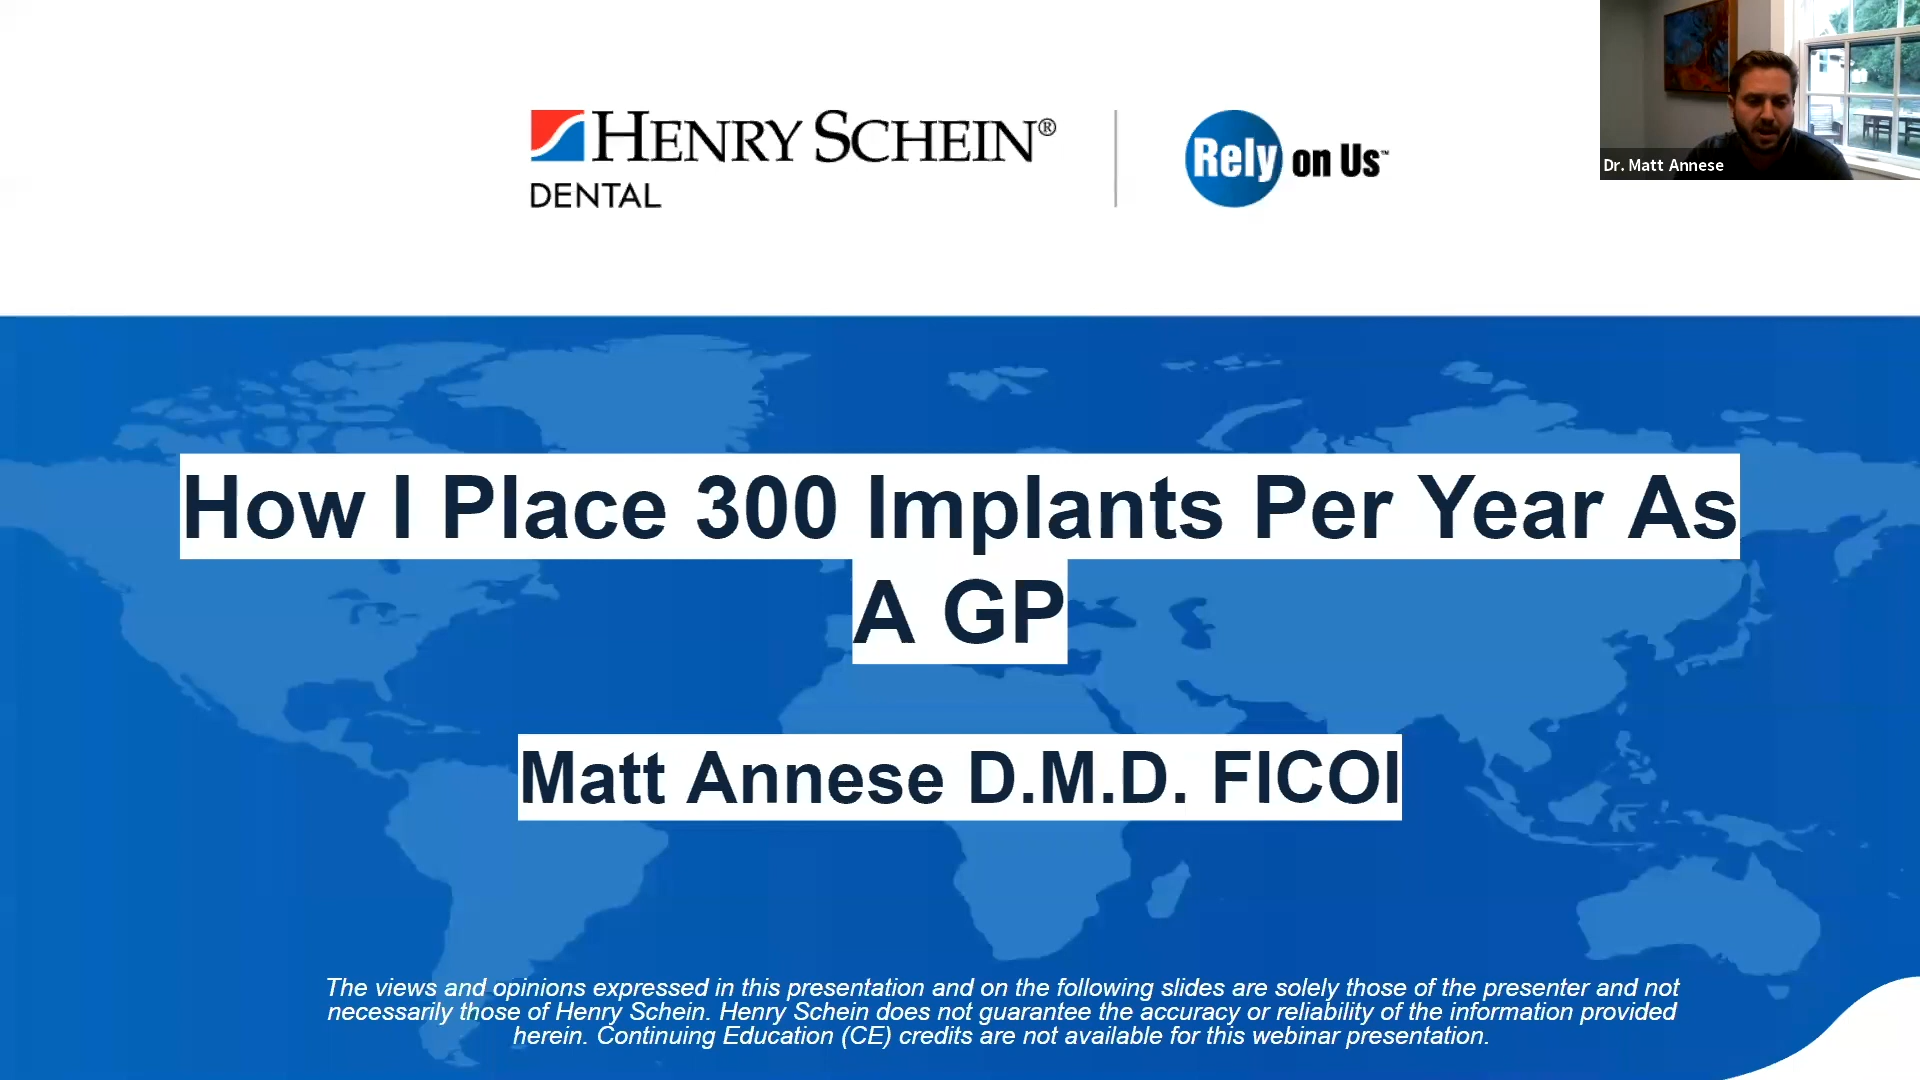 HENRY SCHEIN®
DENTAL
Rely on Us™
Dr. Matt Annese
How I Place 300 Implants Per Year As
A GP
Matt Annese D.M.D. FICOI
The views and opinions expressed in this presentation and on the following slides are solely those of the presenter and not
necessarily those of Henry Schein. Henry Schein does not guarantee the accuracy or reliability of the information provided
herein. Continuing Education (CE) credits are not available for this webinar presentation.